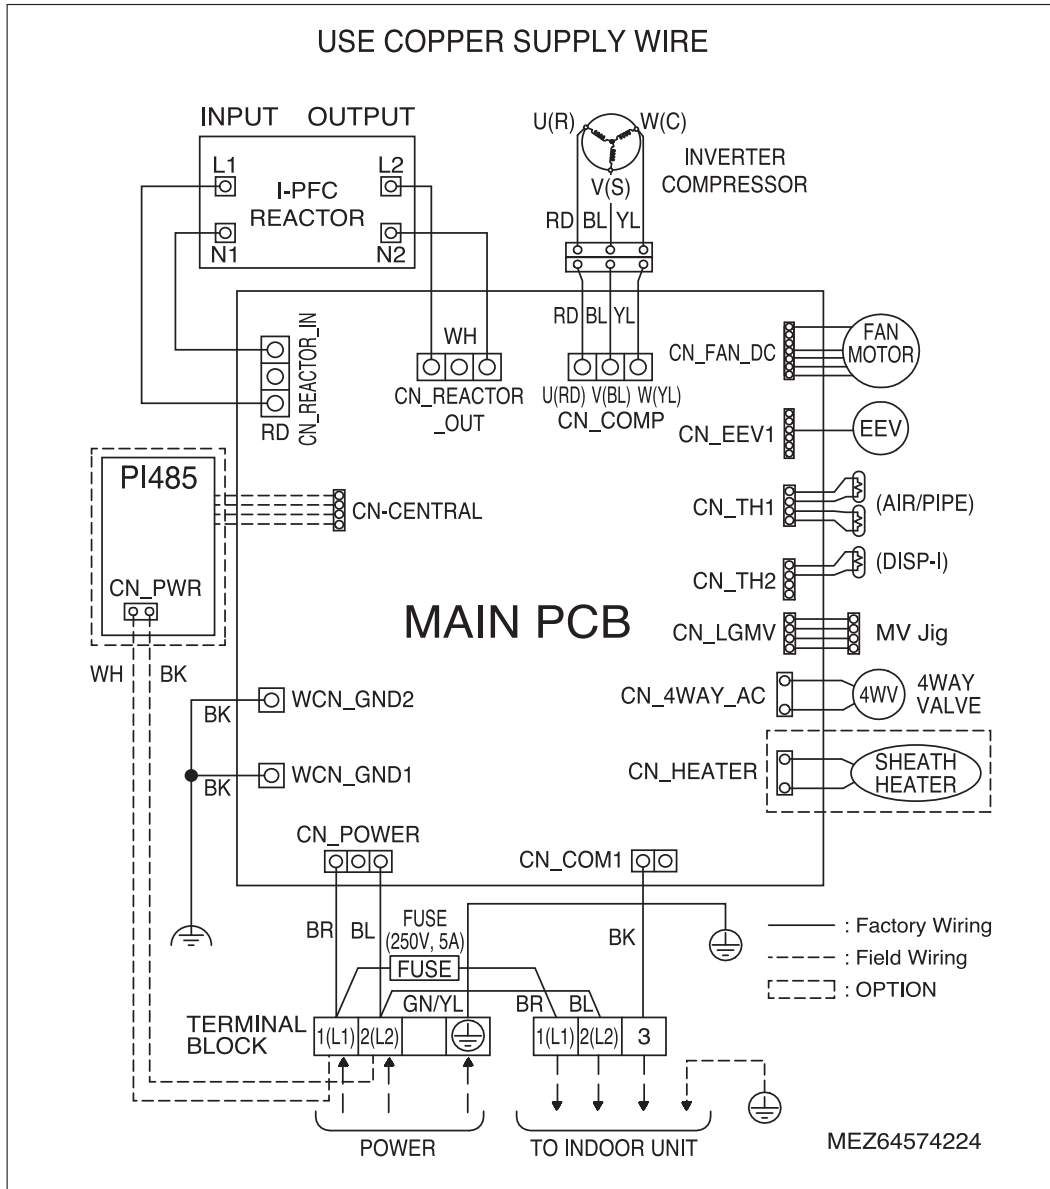 USE COPPER SUPPLY WIRE
INPUT OUTPUT
L1 L2
I-PFC
REACTOR
N1 N2
U(R) W(C)
V(S)
INVERTER
COMPRESSOR
RD BL YL
RD BL YL
WH
CN_REACTOR_IN
RD
CN_REACTOR
_OUT
U(RD) V(BL) W(YL)
CN_COMP
CN_FAN_DC
FAN
MOTOR
CN_EEV1
EEV
PI485
CN-CENTRAL
CN_TH1
(AIR/PIPE)
CN_PWR
CN_TH2
(DISP-I)
MAIN PCB
CN_LGMV
MV Jig
WH BK
CN_4WAY_AC
4WV
4WAY
VALVE
BK
WCN_GND2
CN_HEATER
SHEATH
HEATER
BK
WCN_GND1
CN_POWER
CN_COM1
BR BL
FUSE
(250V, 5A)
FUSE
BK
GN/YL
BR BL
: Factory Wiring
: Field Wiring
: OPTION
TERMINAL
BLOCK
1(L1) 2(L2)
1(L1) 2(L2) 3
POWER
TO INDOOR UNIT
MEZ64574224